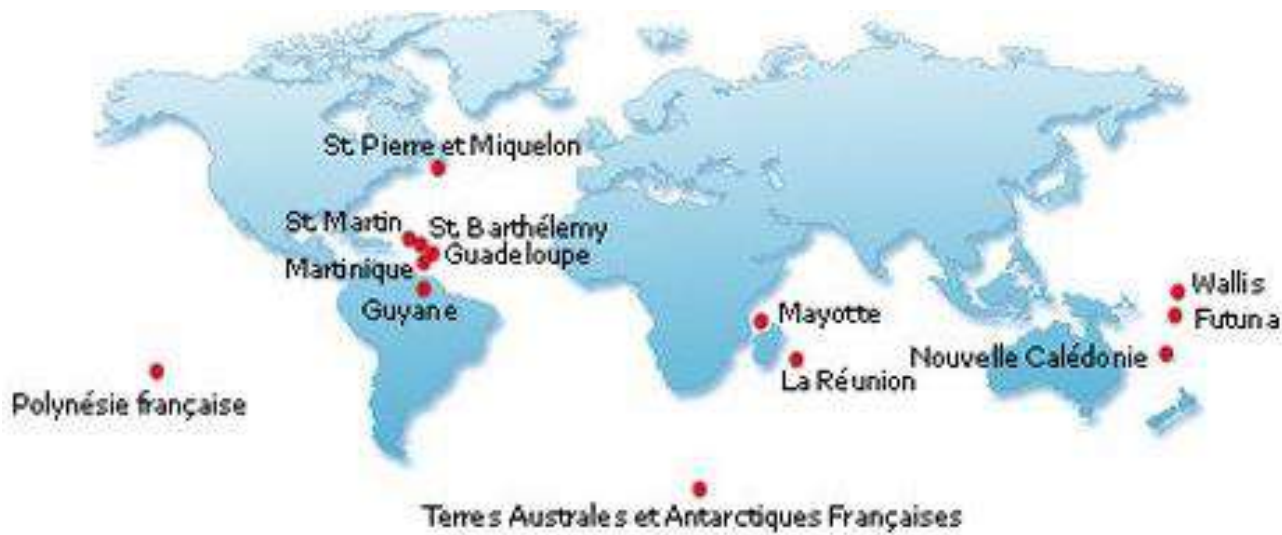 St. Pierre et Miquelon
St. Martin
St. Barthélemy
Guadeloupe
Martinique
Guyane
Wallis
Mayotte
Futuna
Nouvelle Calédonie
La Réunion
Polynésie française
Terres Australes et Antarctiques Françaises